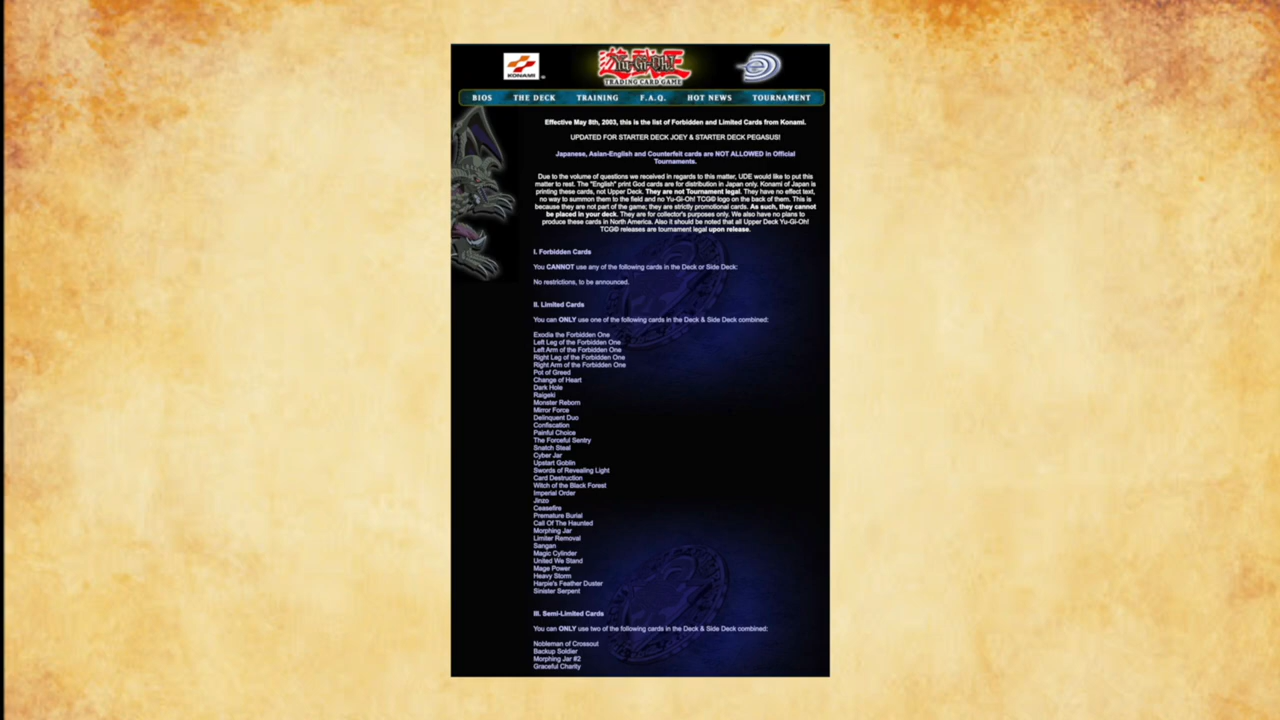 遊戯王
Yu-Gi-Oh!
KONAMI
TRADING CARD GAME
BIOS THE DECK TRAINING F.A.Q. HOT NEWS TOURNAMENT
Effective May 8th, 2003, this is the list of Forbidden and Limited Cards from Konami.
UPDATED FOR STARTER DECK JOEY & STARTER DECK PEGASUS!
Japanese, Asian-English and Counterfeit cards are NOT ALLOWED in Official
Tournaments.
Due to the volume of questions we received in regards to this matter, UDE would like to put this
matter to rest. The "English" print God cards are for distribution in Japan only. Konami of Japan is
printing these cards, not Upper Deck. They are not Tournament legal. They have no effect text,
no way to summon them to the field and no Yu-Gi-Oh! TCG© logo on the back of them. This is
because they are not part of the game; they are strictly promotional cards. As such, they cannot
be placed in your deck. They are for collector's purposes only. We also have no plans to
produce these cards in North America. Also it should be noted that all Upper Deck Yu-Gi-Oh!
TCG© releases are tournament legal upon release.
I. Forbidden Cards
You CANNOT use any of the following cards in the Deck or Side Deck:
No restrictions, to be announced.
II. Limited Cards
You can ONLY use one of the following cards in the Deck & Side Deck combined:
Exodia the Forbidden One
Left Leg of the Forbidden One
Left Arm of the Forbidden One
Right Leg of the Forbidden One
Right Arm of the Forbidden One
Pot of Greed
Change of Heart
Dark Hole
Raigeki
Monster Reborn
Mirror Force
Delinquent Duo
Confiscation
Painful Choice
The Forceful Sentry
Snatch Steal
Cyber Jar
Upstart Goblin
Swords of Revealing Light
Card Destruction
Witch of the Black Forest
Imperial Order
Jinzo
Ceasefire
Premature Burial
Call Of The Haunted
Morphing Jar
Limiter Removal
Sangan
Magic Cylinder
United We Stand
Mage Power
Heavy Storm
Harpie's Feather Duster
Sinister Serpent
III. Semi-Limited Cards
You can ONLY use two of the following cards in the Deck & Side Deck combined:
Nobleman of Crossout
Backup Soldier
Morphing Jar #2
Graceful Charity